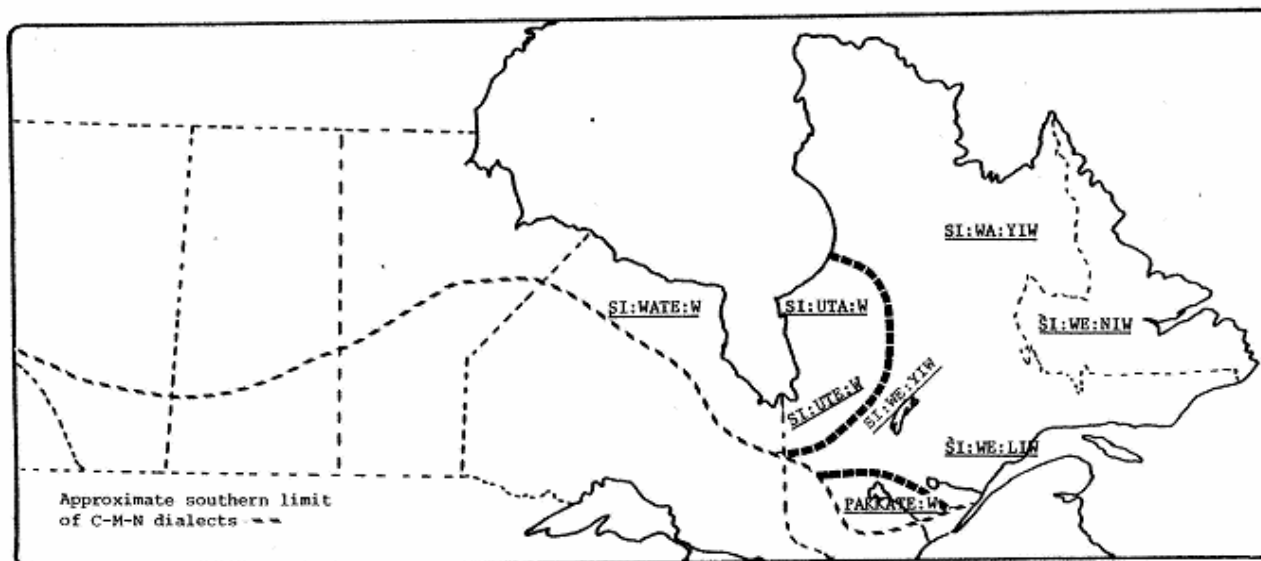 SI:WA:YIW
SI:WATE:W
SI:UTA:W
ŠI:WE:NIW
SI:UTE:W
SI:WE:YIW
ŠI:WE:LIW
PAKKATE:W
Approximate southern limit
of C-M-N dialects